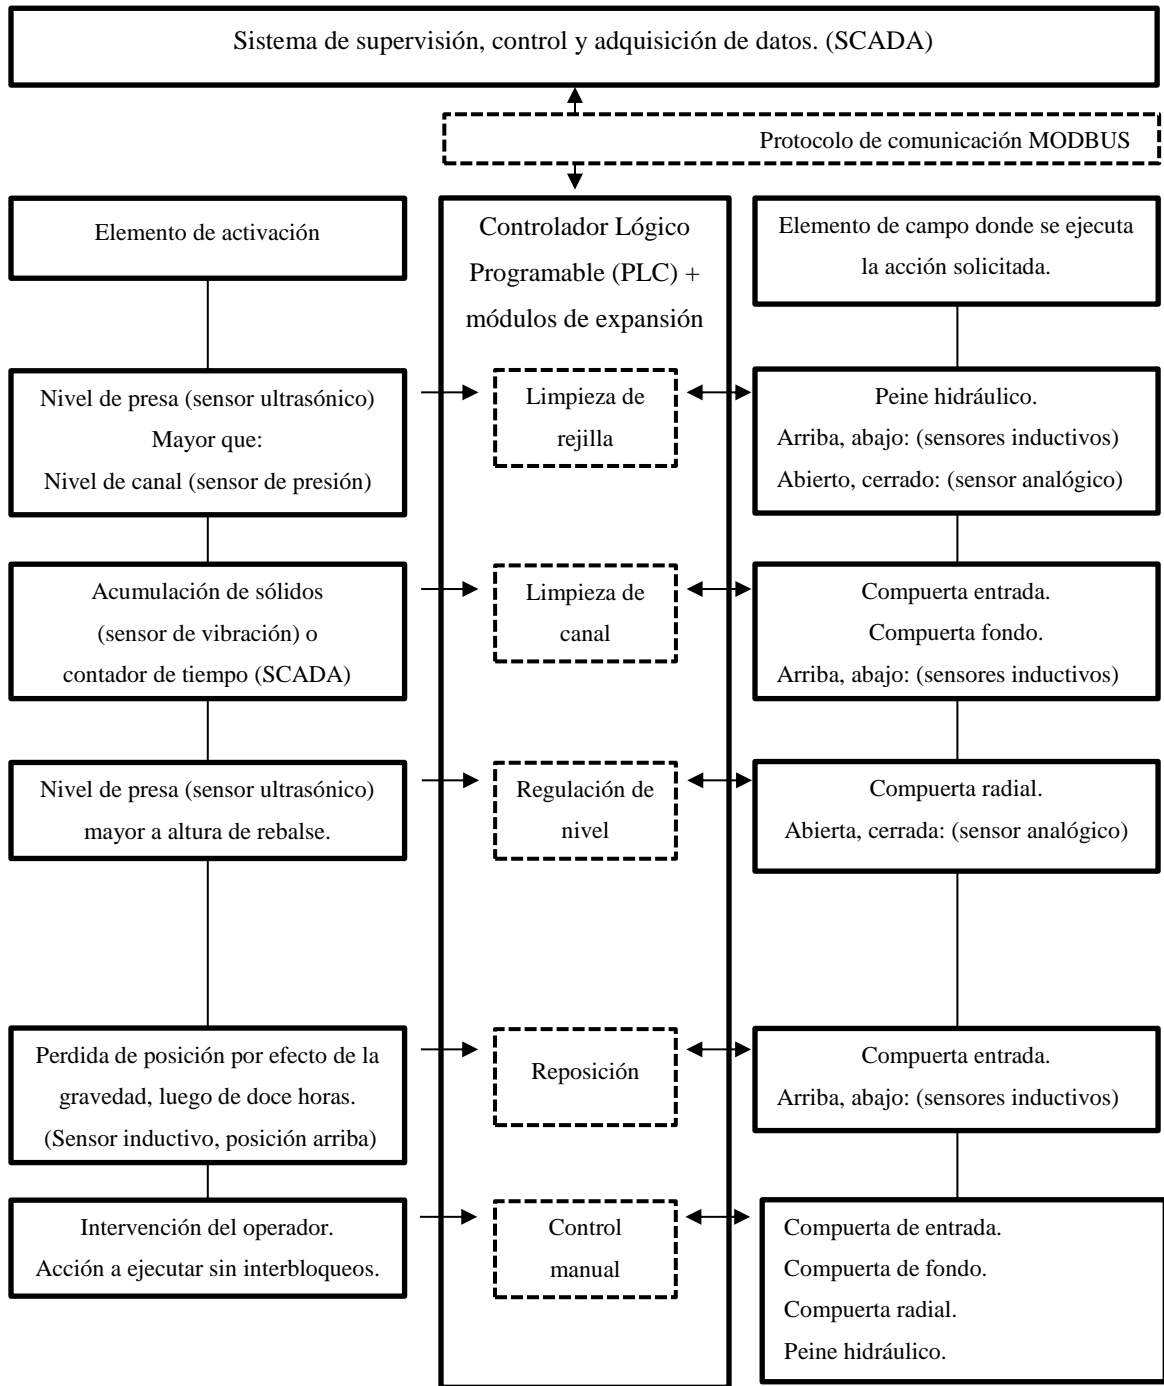 Sistema de supervisión, control y adquisición de datos. (SCADA)
Protocolo de comunicación MODBUS
Elemento de activación
Controlador Lógico
Programable (PLC) +
módulos de expansión
Elemento de campo donde se ejecuta
la acción solicitada.
Nivel de presa (sensor ultrasónico)
Mayor que:
Nivel de canal (sensor de presión)
Limpieza de
rejilla
Peine hidráulico.
Arriba, abajo: (sensores inductivos)
Abierto, cerrado: (sensor analógico)
Acumulación de sólidos
(sensor de vibración) o
contador de tiempo (SCADA)
Limpieza de
canal
Compuerta entrada.
Compuerta fondo.
Arriba, abajo: (sensores inductivos)
Nivel de presa (sensor ultrasónico)
mayor a altura de rebalse.
Regulación de
nivel
Compuerta radial.
Abierta, cerrada: (sensor analógico)
Perdida de posición por efecto de la
gravedad, luego de doce horas.
(Sensor inductivo, posición arriba)
Reposición
Compuerta entrada.
Arriba, abajo: (sensores inductivos)
Intervención del operador.
Acción a ejecutar sin interbloqueos.
Control
manual
Compuerta de entrada.
Compuerta de fondo.
Compuerta radial.
Peine hidráulico.